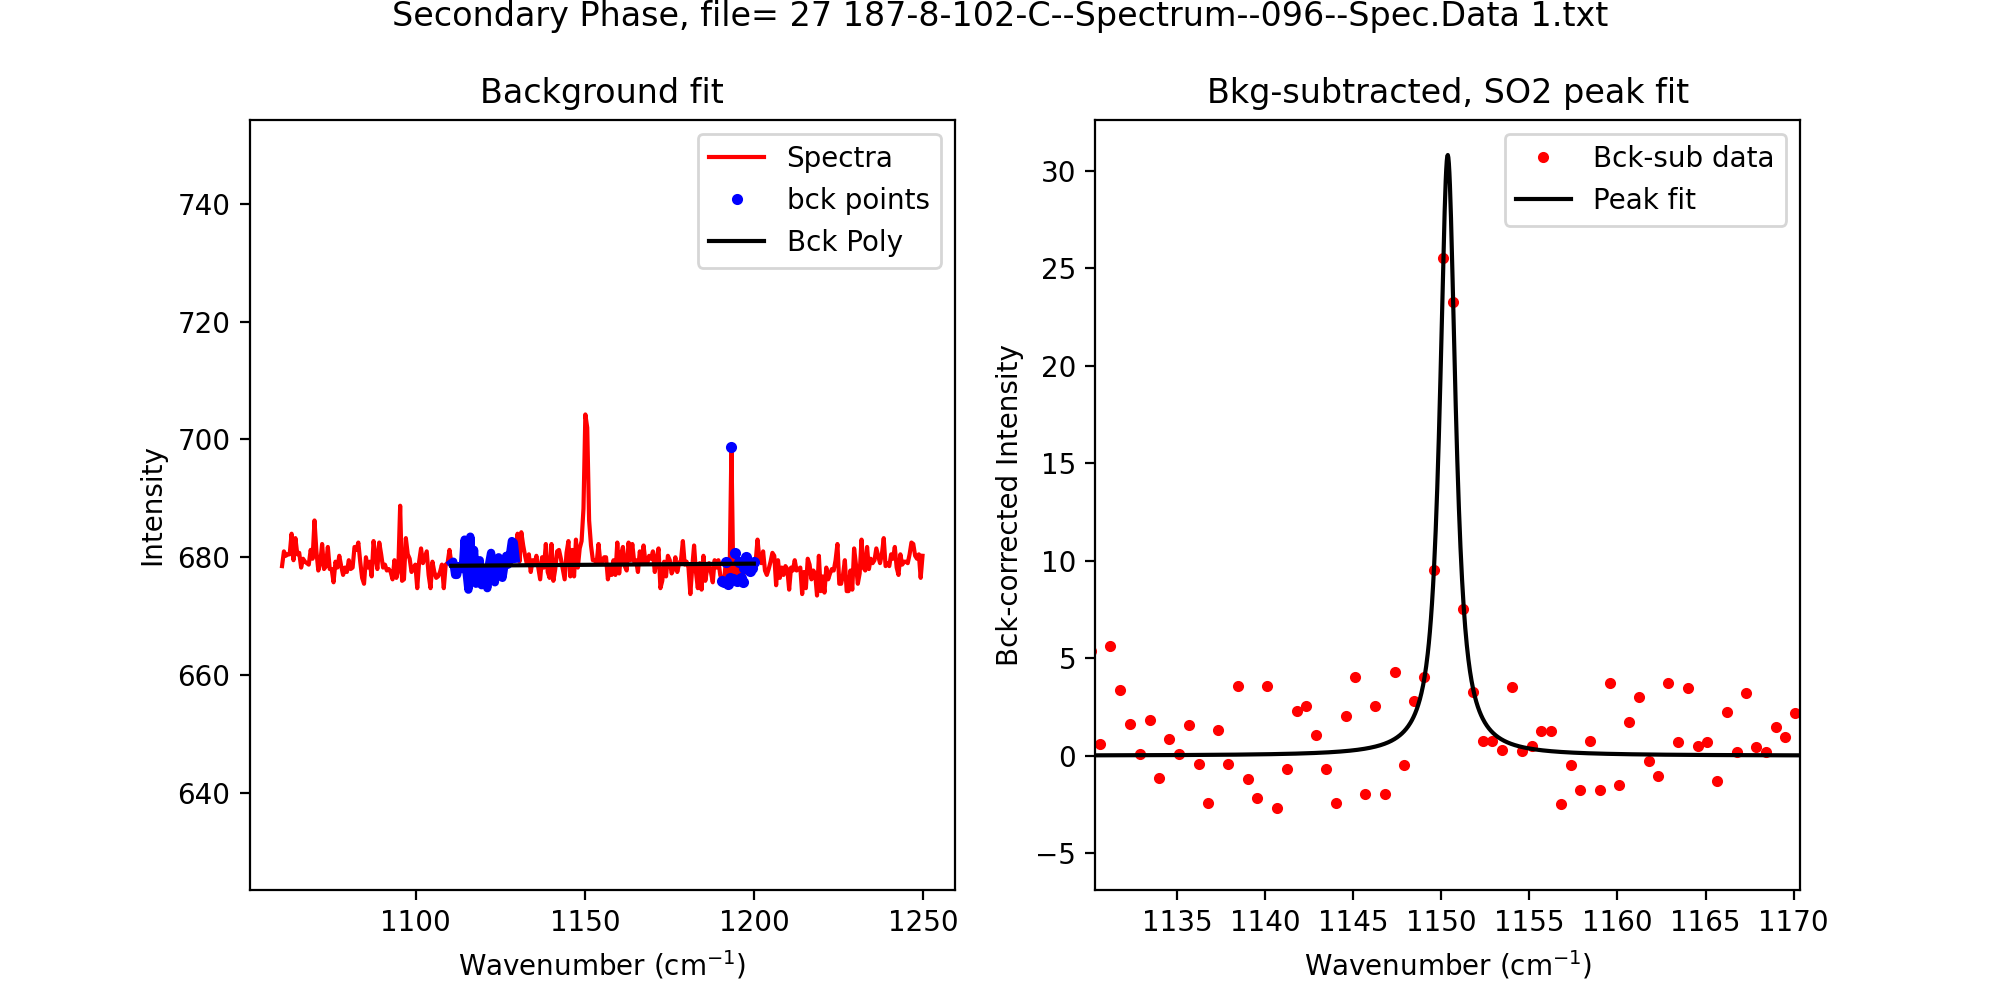 Secondary Phase, file= 27 187-8-102-C--Spectrum--096--Spec.Data 1.txt
Background fit
Spectra
bck points
Bck Poly
Intensity
740
720
700
680
660
640
1100 1150 1200 1250
Wavenumber (cm⁻¹)
Bkg-subtracted, SO2 peak fit
Bck-sub data
Peak fit
Bck-corrected Intensity
30
25
20
15
10
5
0
−5
1135 1140 1145 1150 1155 1160 1165 1170
Wavenumber (cm⁻¹)